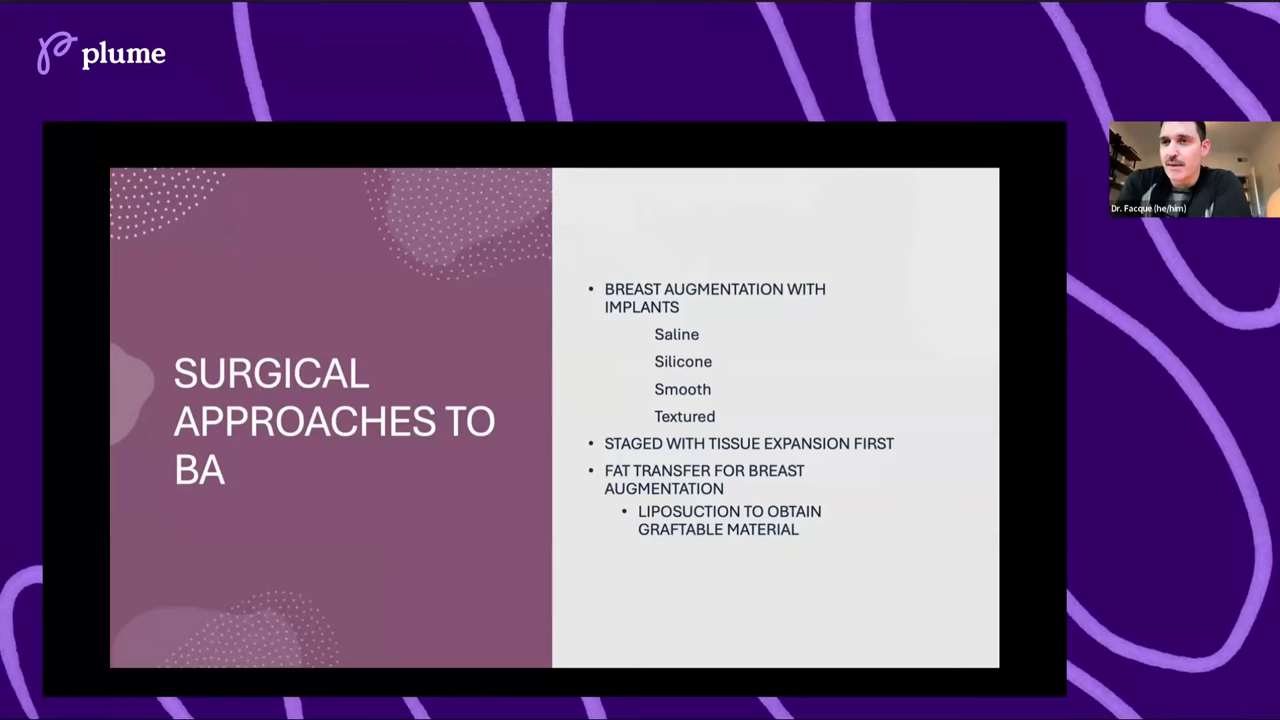 plume
SURGICAL
APPROACHES TO
BA
• BREAST AUGMENTATION WITH
IMPLANTS
Saline
Silicone
Smooth
Textured
• STAGED WITH TISSUE EXPANSION FIRST
• FAT TRANSFER FOR BREAST
AUGMENTATION
• LIPOSUCTION TO OBTAIN
GRAFTABLE MATERIAL
Dr. Facque (he/him)